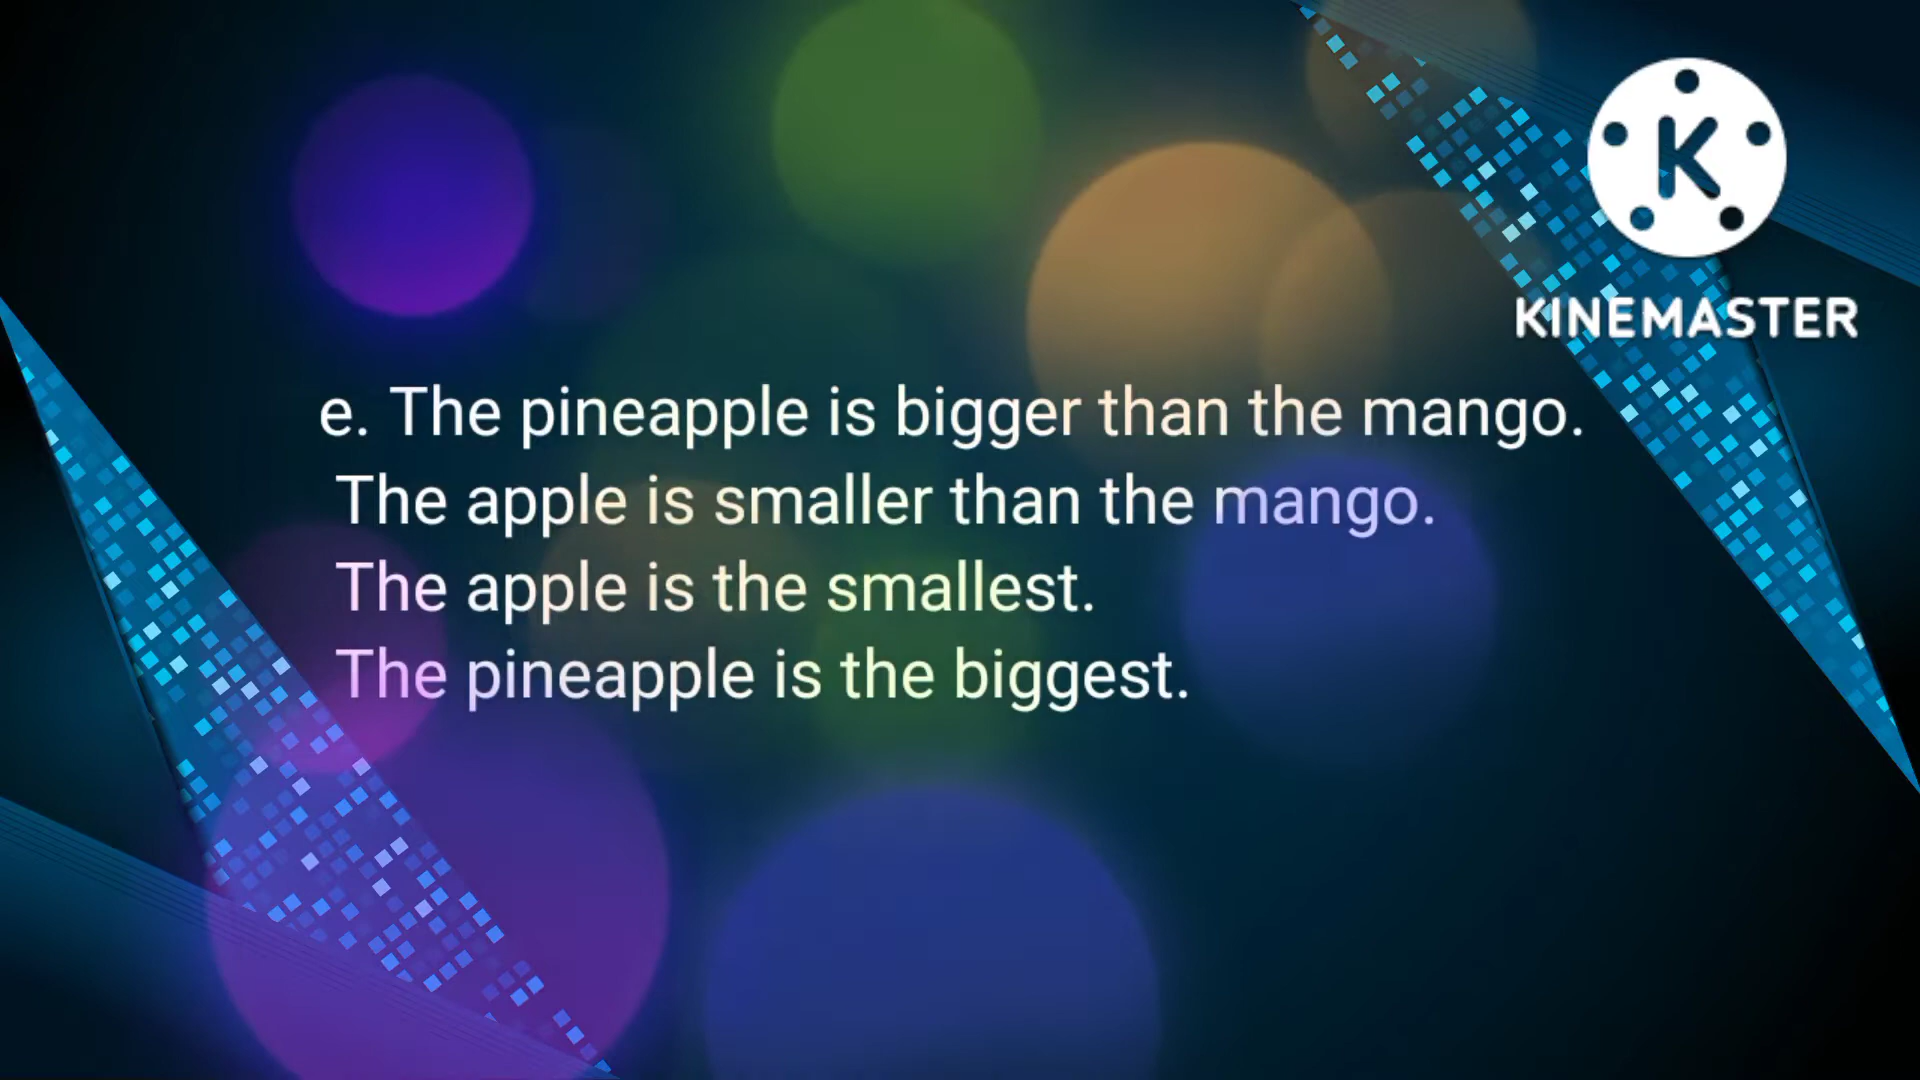 K
KINEMASTER
e. The pineapple is bigger than the mango.
The apple is smaller than the mango.
The apple is the smallest.
The pineapple is the biggest.